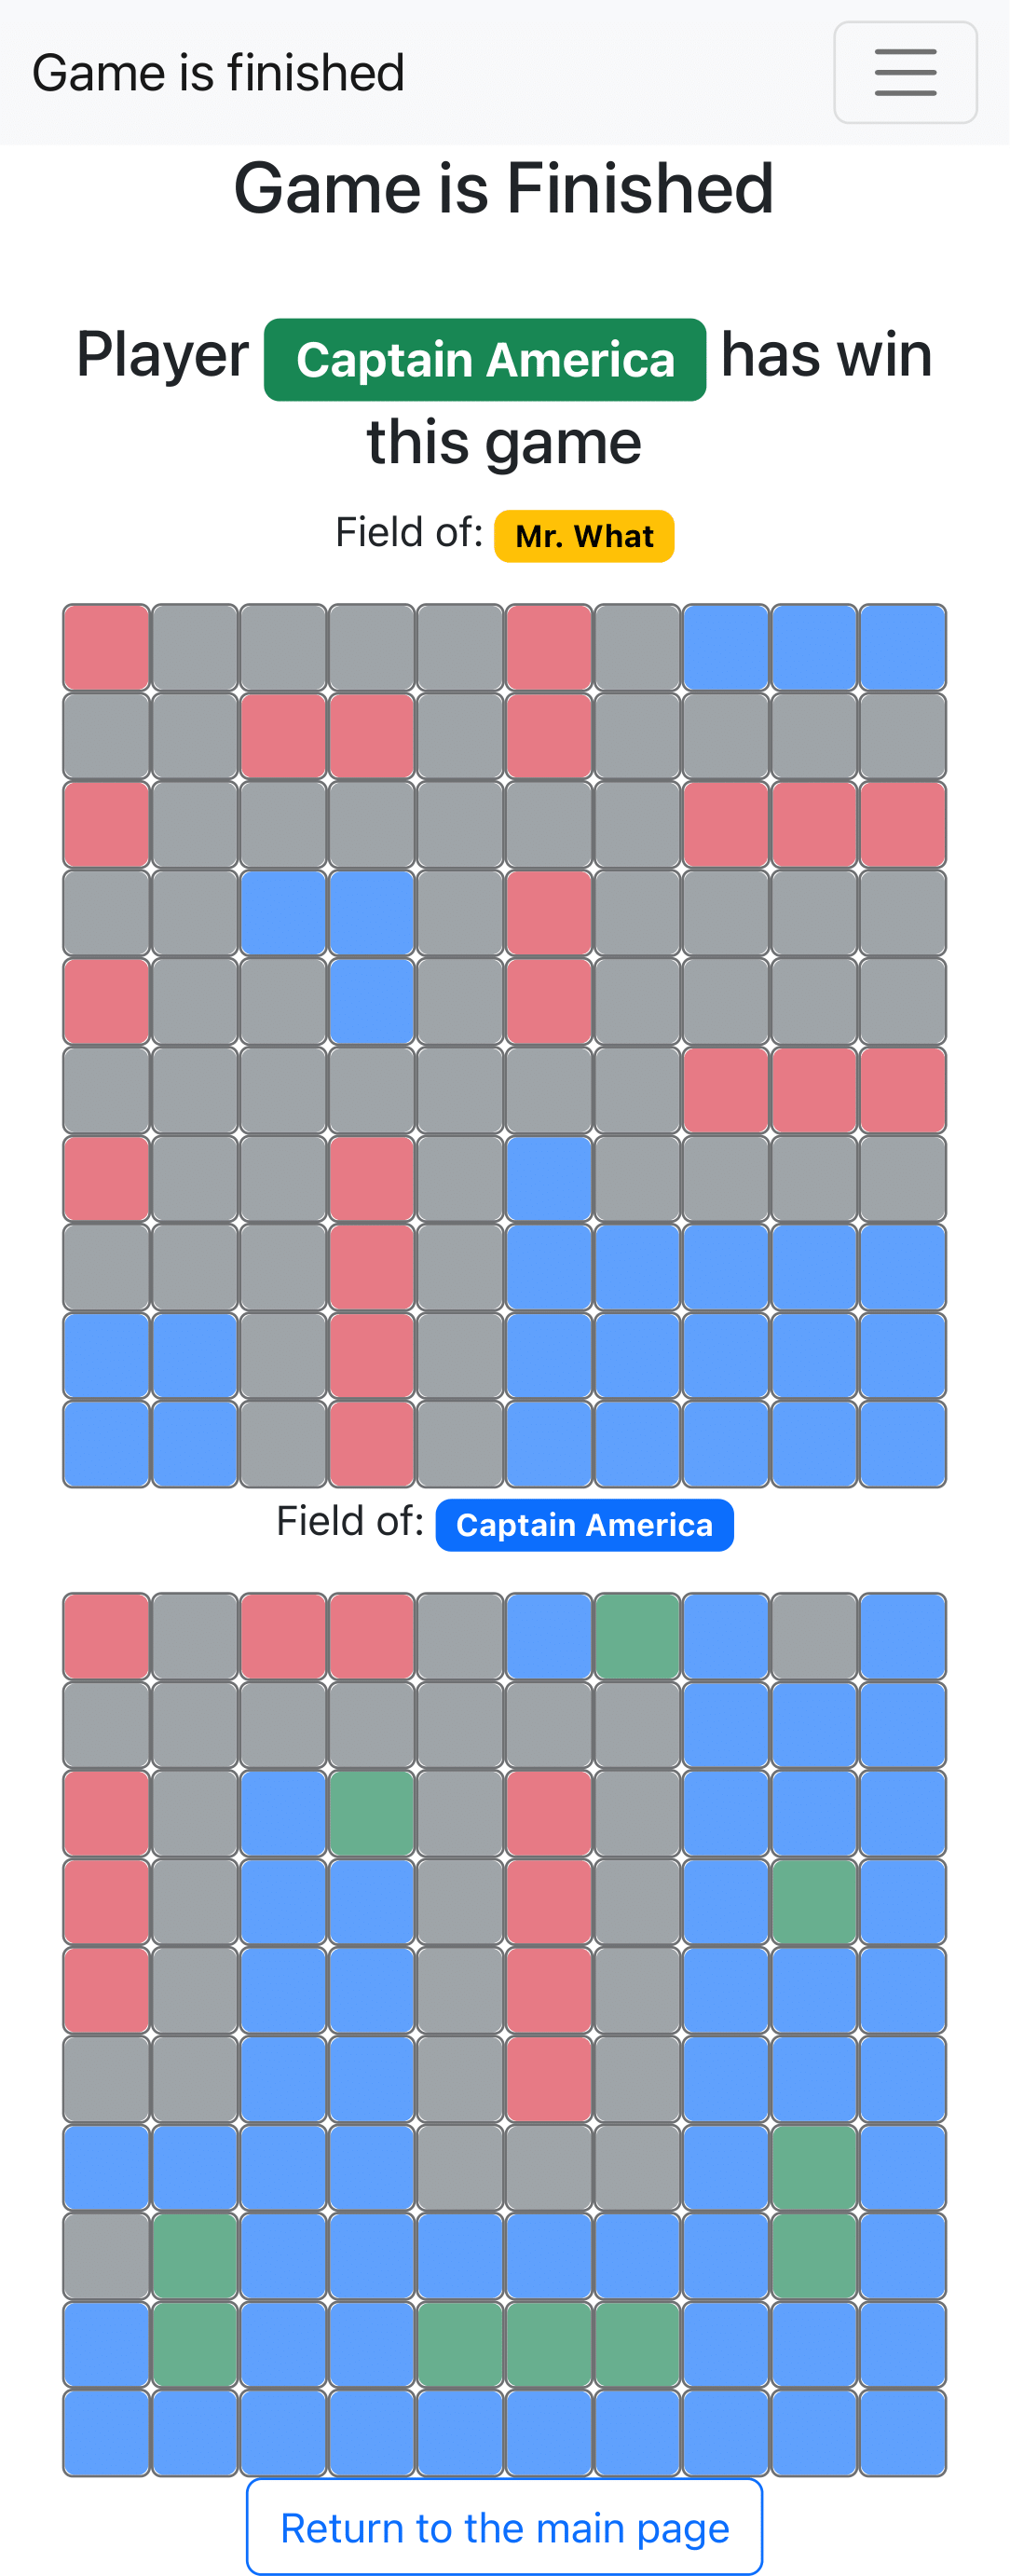 Game is finished
Game is Finished
Player Captain America has win
this game
Field of: Mr. What
Field of: Captain America
Return to the main page